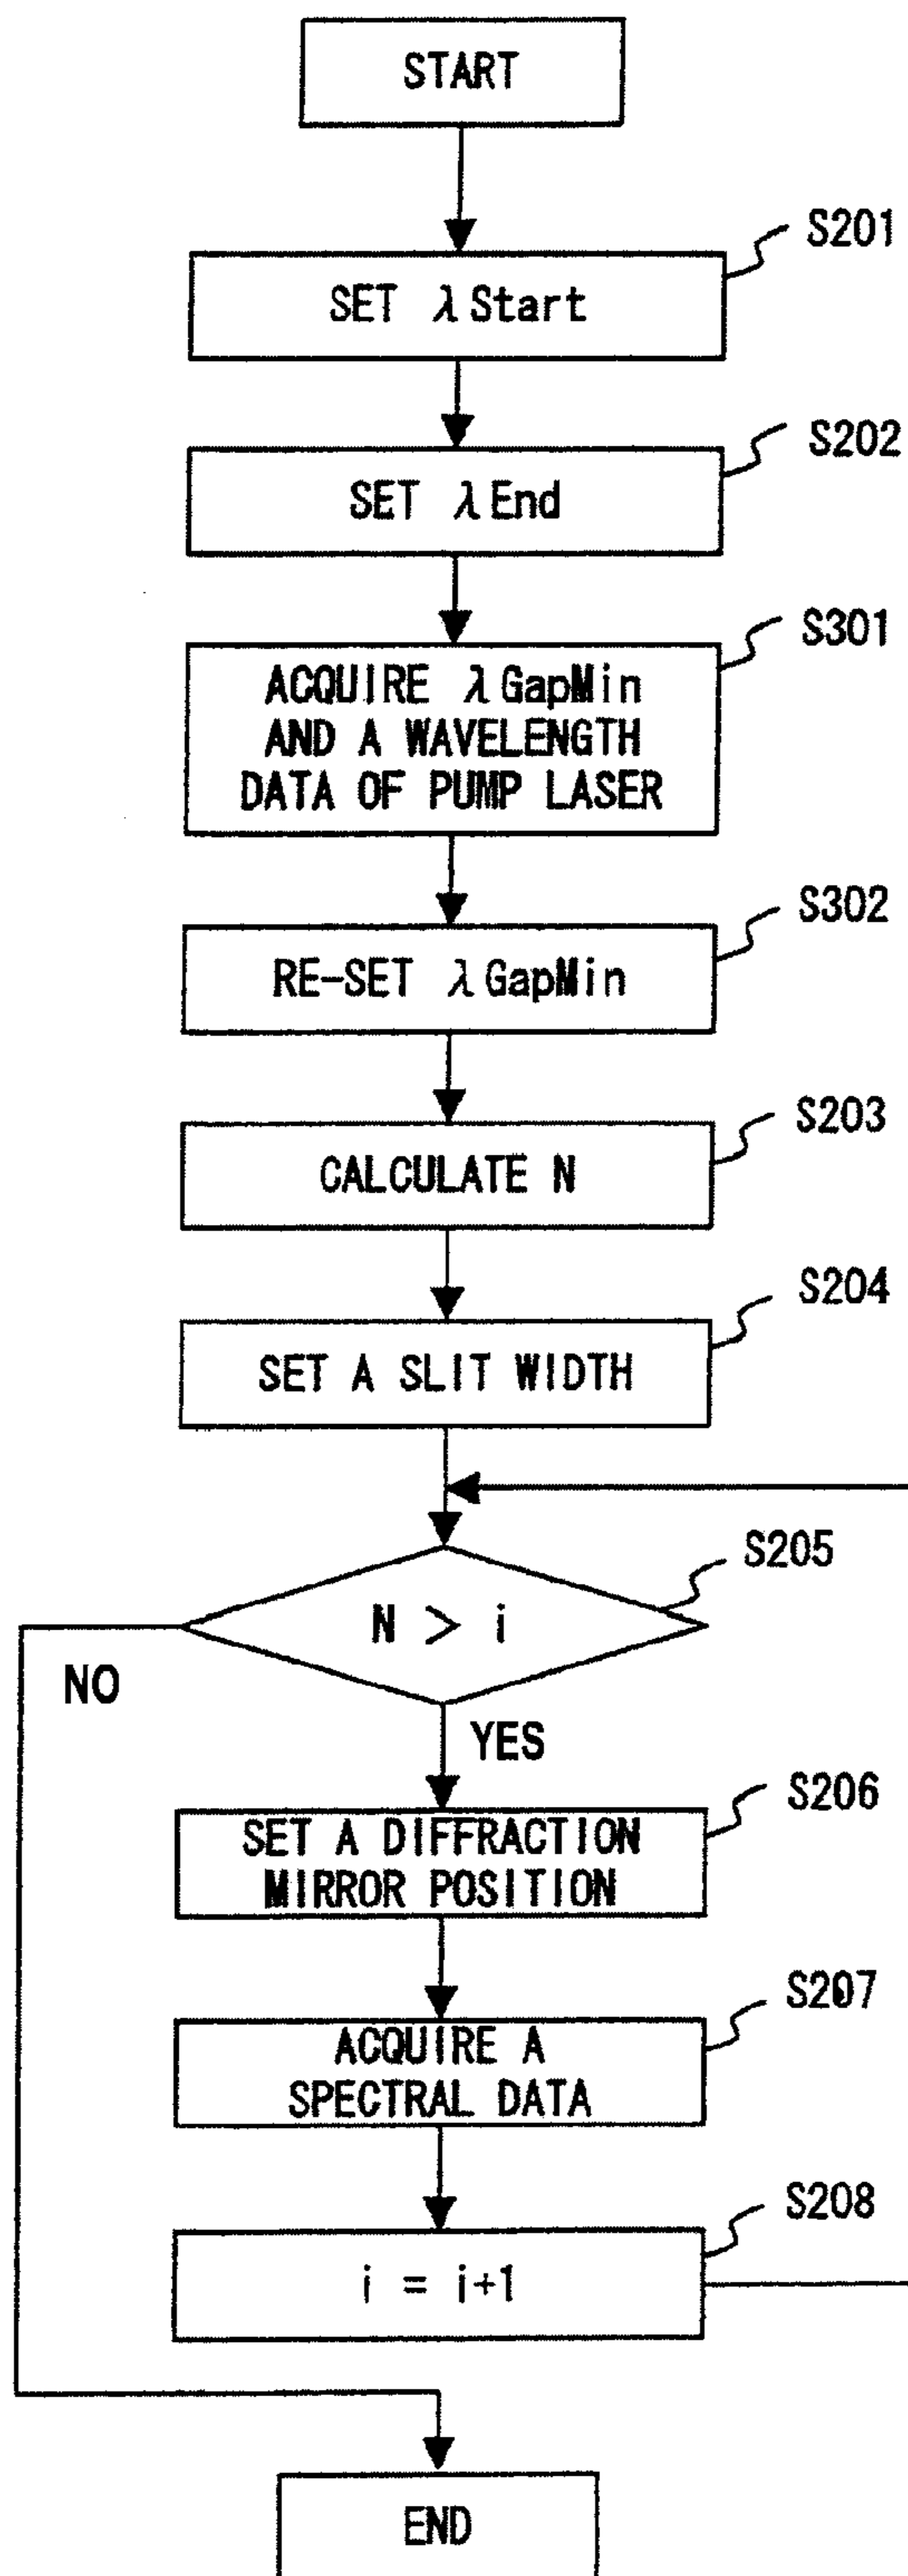 START
S201
SET λStart
S202
SET λEnd
S301
ACQUIRE λGapMin
AND A WAVELENGTH
DATA OF PUMP LASER
S302
RE-SET λGapMin
S203
CALCULATE N
S204
SET A SLIT WIDTH
S205
N > i
NO
YES
S206
SET A DIFFRACTION
MIRROR POSITION
S207
ACQUIRE A
SPECTRAL DATA
S208
i = i+1
END